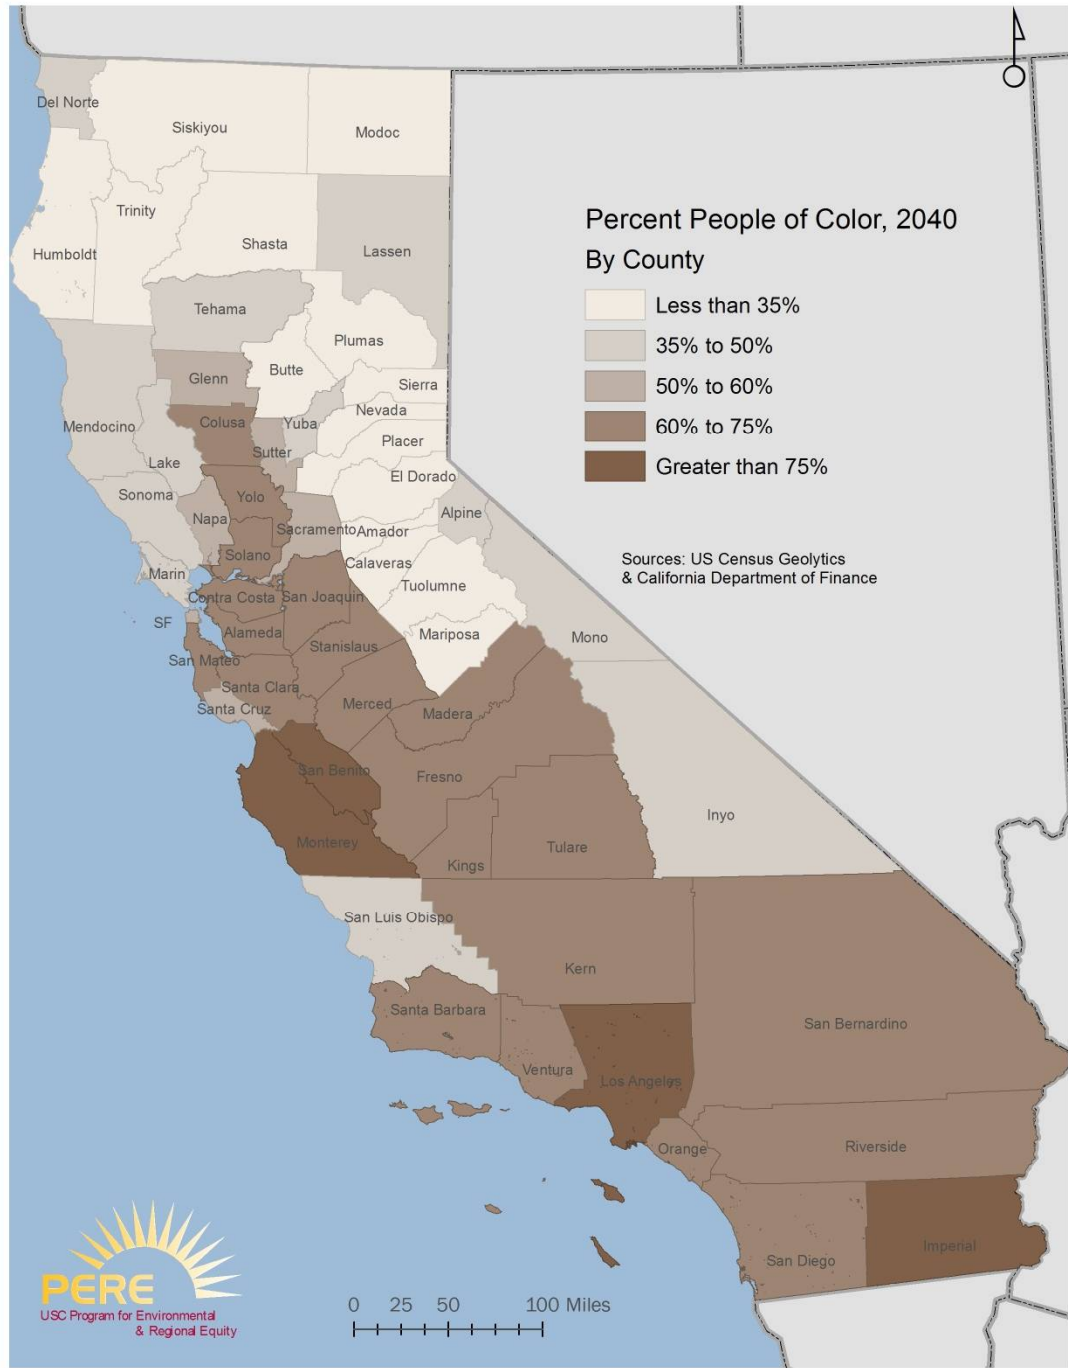 Del Norte
Siskiyou
Modoc
Trinity
Humboldt
Shasta
Lassen
Percent People of Color, 2040
By County
Less than 35%
35% to 50%
50% to 60%
60% to 75%
Greater than 75%
Sources: US Census Geolytics
& California Department of Finance
Tehama
Plumas
Butte
Glenn
Sierra
Nevada
Colusa
Yuba
Mendocino
Placer
Sutter
Lake
El Dorado
Sonoma
Yolo
Alpine
Napa
Sacramento
Amador
Solano
Calaveras
Marin
Tuolumne
Contra Costa
San Joaquin
SF
Alameda
Mariposa
Mono
Stanislaus
San Mateo
Santa Clara
Merced
Santa Cruz
Madera
San Benito
Fresno
Inyo
Monterey
Tulare
Kings
San Luis Obispo
Kern
Santa Barbara
San Bernardino
Ventura
Los Angeles
Orange
Riverside
San Diego
Imperial
PERE
USC Program for Environmental
& Regional Equity
0 25 50 100 Miles